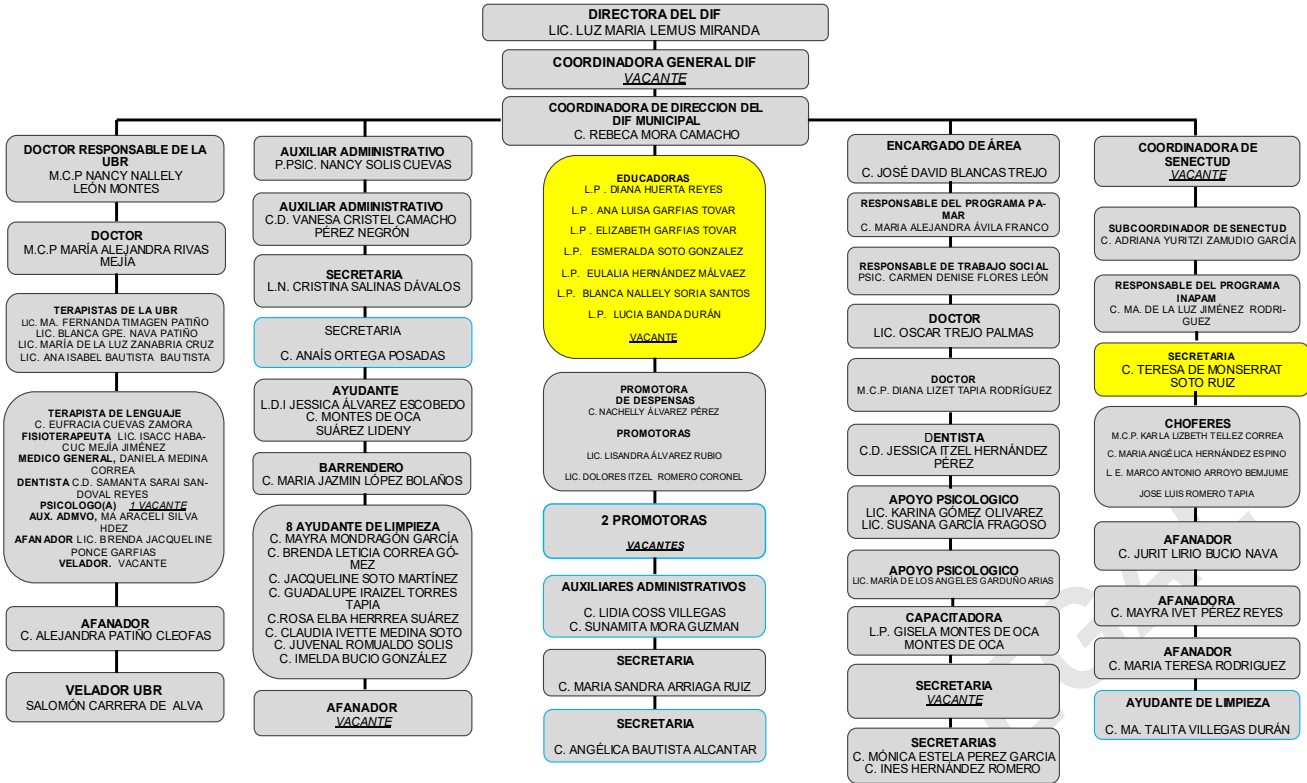 DIRECTORA DEL DIF
LIC. LUZ MARIA LEMUS MIRANDA
COORDINADORA GENERAL DIF
VACANTE
COORDINADORA DE DIRECCION DEL
DIF MUNICIPAL
C. REBECA MORA CAMACHO
DOCTOR RESPONSABLE DE LA
UBR
M.C.P NANCY NALLELY
LEÓN MONTES
DOCTOR
M.C.P MARÍA ALEJANDRA RIVAS
MEJÍA
TERAPISTAS DE LA UBR
LIC. MA. FERNANDA TIMAGEN PATIÑO
LIC. BLANCA GPE. NAVA PATIÑO
LIC. MARÍA DE LA LUZ ZANABRIA CRUZ
LIC. ANA ISABEL BAUTISTA BAUTISTA
TERAPISTA DE LENGUAJE
C. EUFRACIA CUEVAS ZAMORA
FISIOTERAPEUTA LIC. ISACC HABA-
CUC MEJÍA JIMÉNEZ
MEDICO GENERAL, DANIELA MEDINA
CORREA
DENTISTA C.D. SAMANTA SARAI SAN-
DOVAL REYES
PSICOLOGO(A) 1 VACANTE
AUX. ADMVO, MA ARACELI SILVA
HDEZ
AFANADOR LIC. BRENDA JACQUELINE
PONCE GARFIAS
VELADOR. VACANTE
AFANADOR
C. ALEJANDRA PATIÑO CLEOFAS
VELADOR UBR
SALOMÓN CARRERA DE ALVA
AUXILIAR ADMINISTRATIVO
P.PSIC. NANCY SOLIS CUEVAS
AUXILIAR ADMINISTRATIVO
C.D. VANESA CRISTEL CAMACHO
PÉREZ NEGRÓN
SECRETARIA
L.N. CRISTINA SALINAS DÁVALOS
SECRETARIA
C. ANAÍS ORTEGA POSADAS
AYUDANTE
L.D.I JESSICA ÁLVAREZ ESCOBEDO
C. MONTES DE OCA
SUÁREZ LIDENY
BARRENDERO
C. MARIA JAZMIN LÓPEZ BOLAÑOS
8 AYUDANTE DE LIMPIEZA
C. MAYRA MONDRAGÓN GARCÍA
C. BRENDA LETICIA CORREA GÓ-
MEZ
C. JACQUELINE SOTO MARTÍNEZ
C. GUADALUPE IRAIZEL TORRES
TAPIA
C.ROSA ELBA HERRREA SUÁREZ
C. CLAUDIA IVETTE MEDINA SOTO
C. JUVENAL ROMUALDO SOLIS
C. IMELDA BUCIO GONZÁLEZ
AFANADOR
VACANTE
EDUCADORAS
L.P . DIANA HUERTA REYES
L.P . ANA LUISA GARFIAS TOVAR
L.P . ELIZABETH GARFIAS TOVAR
L.P. ESMERALDA SOTO GONZALEZ
L.P. EULALIA HERNÁNDEZ MÁLVAEZ
L.P. BLANCA NALLELY SORIA SANTOS
L.P. LUCIA BANDA DURÁN
VACANTE
PROMOTORA
DE DESPENSAS
C. NACHELLY ÁLVAREZ PÉREZ
PROMOTORAS
LIC. LISANDRA ÁLVAREZ RUBIO
LIC. DOLORES ITZEL ROMERO CORONEL
2 PROMOTORAS
VACANTES
AUXILIARES ADMINISTRATIVOS
C. LIDIA COSS VILLEGAS
C. SUNAMITA MORA GUZMAN
SECRETARIA
C. MARIA SANDRA ARRIAGA RUIZ
SECRETARIA
C. ANGÉLICA BAUTISTA ALCANTAR
ENCARGADO DE ÁREA
C. JOSÉ DAVID BLANCAS TREJO
RESPONSABLE DEL PROGRAMA PA-
MAR
C. MARIA ALEJANDRA ÁVILA FRANCO
RESPONSABLE DE TRABAJO SOCIAL
PSIC. CARMEN DENISE FLORES LEÓN
DOCTOR
LIC. OSCAR TREJO PALMAS
DOCTOR
M.C.P. DIANA LIZET TAPIA RODRÍGUEZ
DENTISTA
C.D. JESSICA ITZEL HERNÁNDEZ
PÉREZ
APOYO PSICOLOGICO
LIC. KARINA GÓMEZ OLIVAREZ
LIC. SUSANA GARCÍA FRAGOSO
APOYO PSICOLOGICO
LIC. MARÍA DE LOS ANGELES GARDUÑO ARIAS
CAPACITADORA
L.P. GISELA MONTES DE OCA
MONTES DE OCA
SECRETARIA
VACANTE
SECRETARIAS
C. MÓNICA ESTELA PEREZ GARCIA
C. INES HERNÁNDEZ ROMERO
COORDINADORA DE
SENECTUD
VACANTE
SUBCOORDINADOR DE SENECTUD
C. ADRIANA YURITZI ZAMUDIO GARCÍA
RESPONSABLE DEL PROGRAMA
INAPAM
C. MA. DE LA LUZ JIMÉNEZ RODRI-
GUEZ
SECRETARIA
C. TERESA DE MONSERRAT
SOTO RUIZ
CHOFERES
M.C.P. KARLA LIZBETH TELLEZ CORREA
C. MARIA ANGÉLICA HERNÁNDEZ ESPINO
L. E. MARCO ANTONIO ARROYO BEMJUME
JOSE LUIS ROMERO TAPIA
AFANADOR
C. JURIT LIRIO BUCIO NAVA
AFANADORA
C. MAYRA IVET PÉREZ REYES
AFANADOR
C. MARIA TERESA RODRIGUEZ
AYUDANTE DE LIMPIEZA
C. MA. TALITA VILLEGAS DURÁN